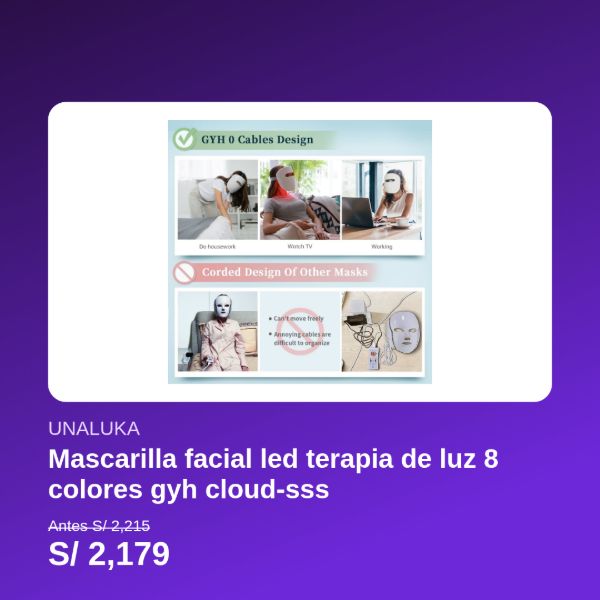 GYH 0 Cables Design
Do housework
Watch TV
Working
Corded Design Of Other Masks
• Can't move freely
• Annoying cables are
difficult to organize
UNALUKA
Mascarilla facial led terapia de luz 8
colores gyh cloud-sss
Antes S/ 2,215
S/ 2,179